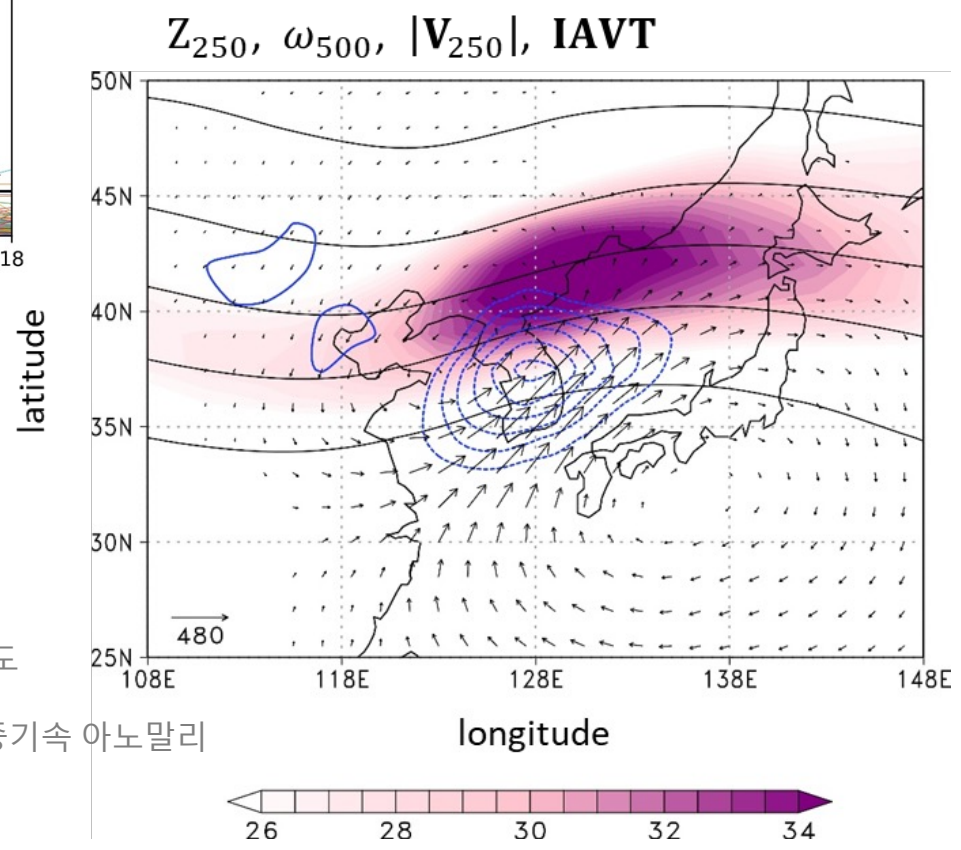 Z₂₅₀, ω₅₀₀, |V₂₅₀|, IAVT
50N
45N
18
40N
latitude
35N
30N
480
도
25N
108E 118E 128E 138E 148E
기속 아노말리
longitude
26 28 30 32 34